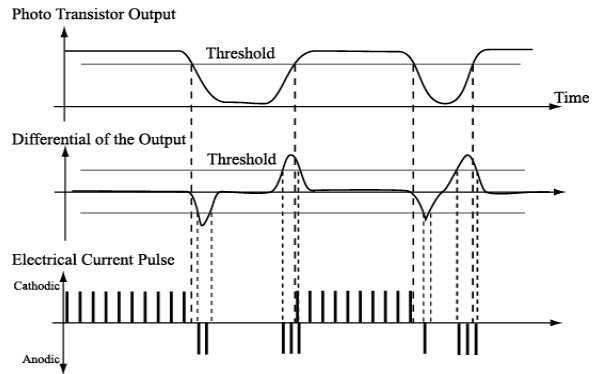 Photo Transistor Output
Threshold
Time
Differential of the Output
Threshold
Electrical Current Pulse
Cathodic
Anodic